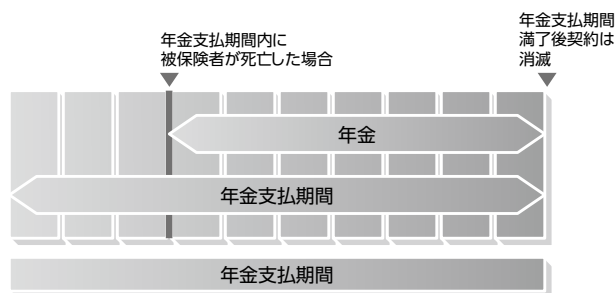 年金支払期間内に
被保険者が死亡した場合
年金支払期間
満了後契約は
消滅
年金
年金支払期間
年金支払期間